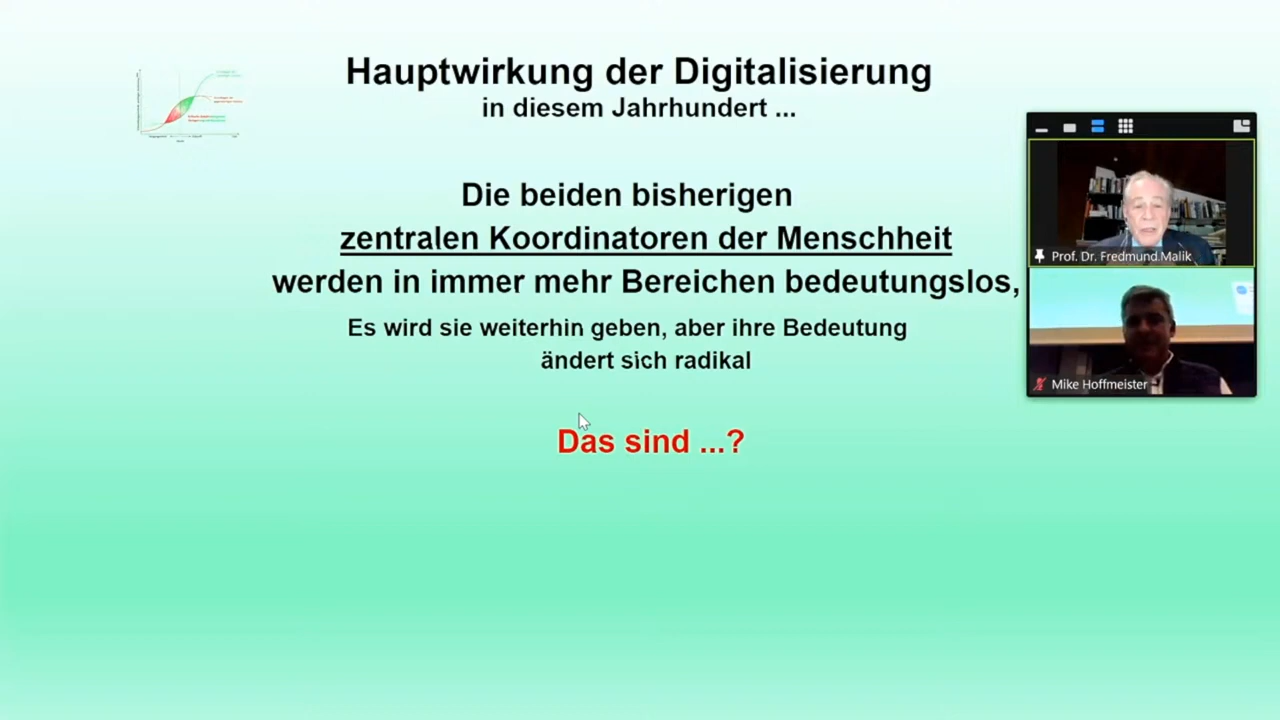 Hauptwirkung der Digitalisierung
in diesem Jahrhundert ...
Die beiden bisherigen
zentralen Koordinatoren der Menschheit
werden in immer mehr Bereichen bedeutungslos,
Es wird sie weiterhin geben, aber ihre Bedeutung
ändert sich radikal
Das sind ...?
Prof. Dr. Fredmund Malik
Mike Hoffmeister